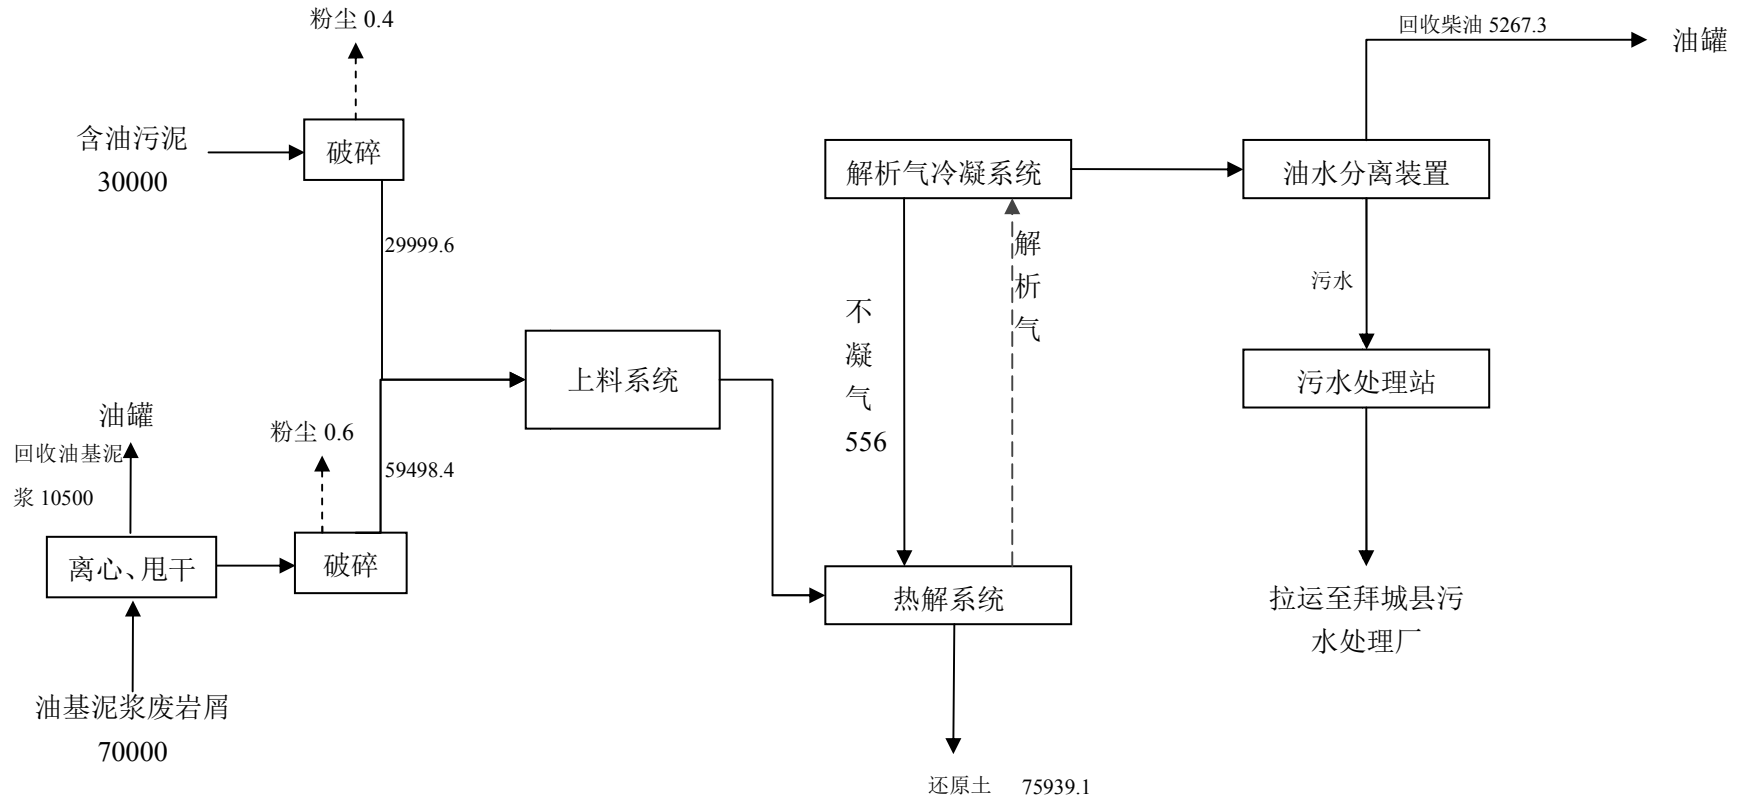 粉尘 0.4
回收柴油 5267.3
油罐
含油污泥
30000
破碎
解析气冷凝系统
油水分离装置
29999.6
解
析
气
污水
不
凝
气
556
上料系统
污水处理站
油罐
粉尘 0.6
回收油基泥
浆 10500
59498.4
离心、甩干
破碎
热解系统
拉运至拜城县污
水处理厂
油基泥浆废岩屑
70000
还原土 75939.1